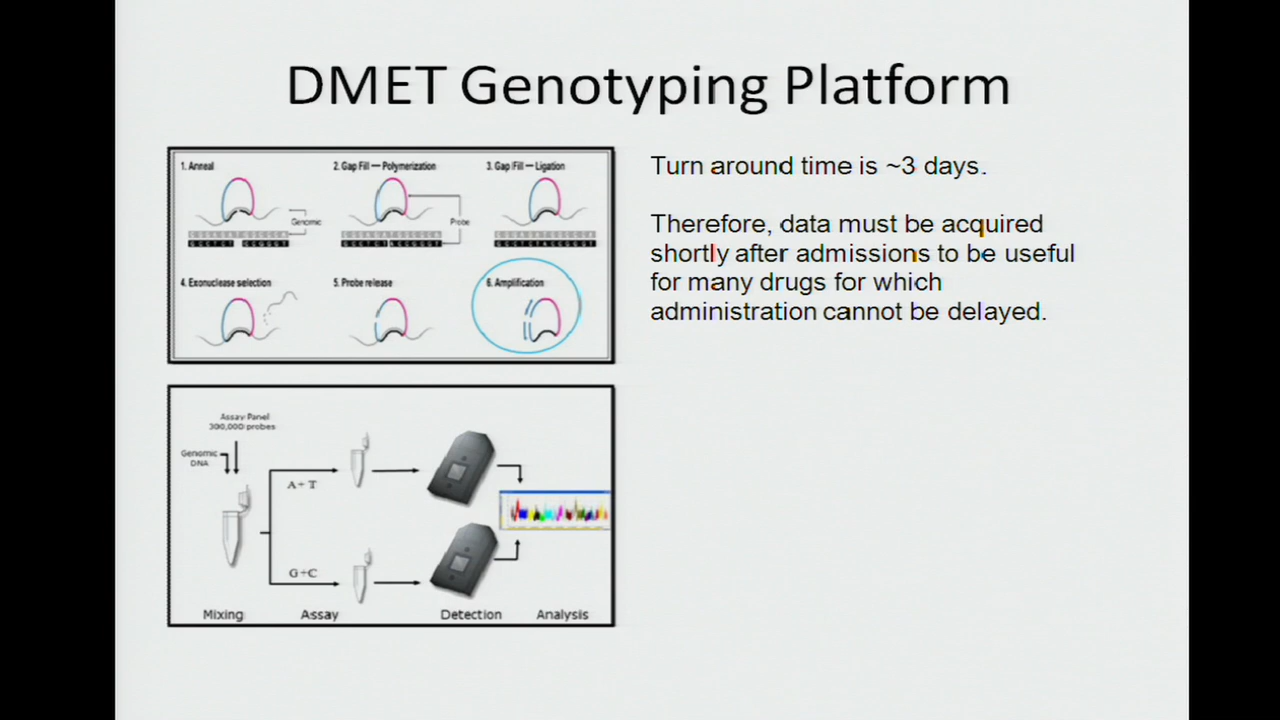 DMET Genotyping Platform
1. Anneal
2. Gap Fill — Polymerization
3. Gap Fill — Ligation
Genomic
Probe
4. Exonuclease selection
5. Probe release
6. Amplification
Turn around time is ~3 days.
Therefore, data must be acquired
shortly after admissions to be useful
for many drugs for which
administration cannot be delayed.
Assay Panel
300,000 probes
Genomic
DNA
A+T
G+C
Mixing
Assay
Detection
Analysis